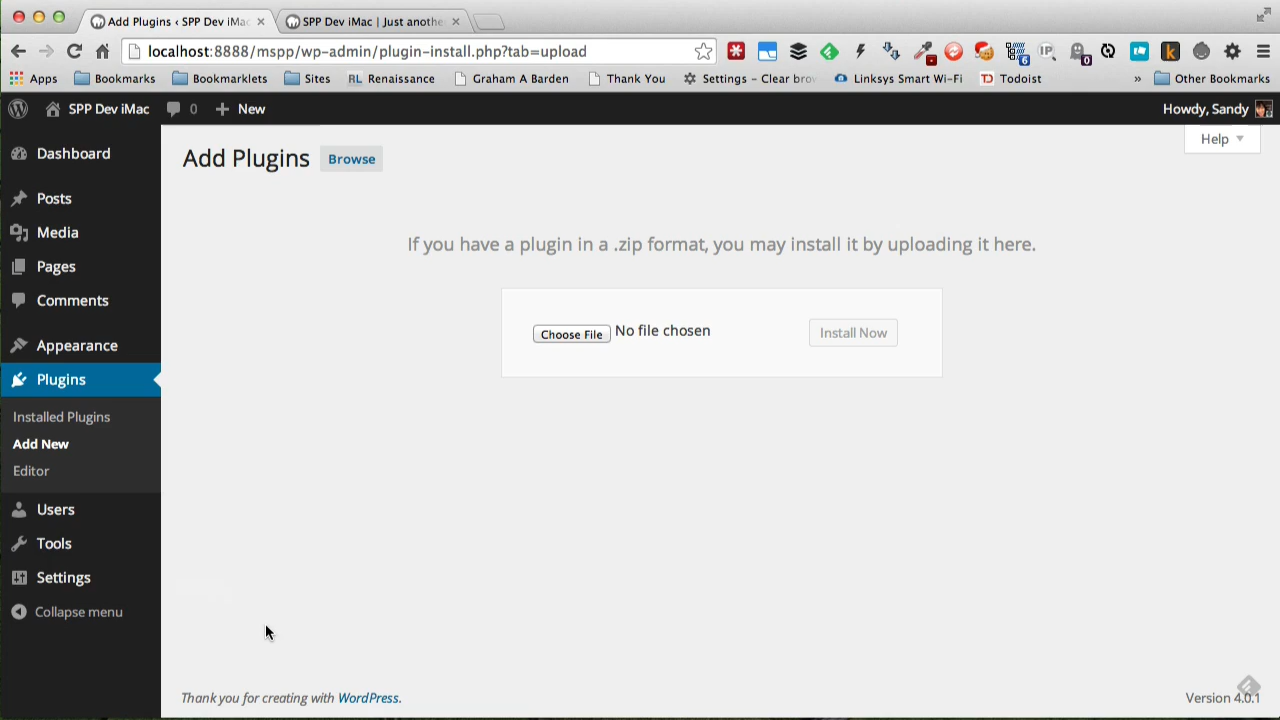 Add Plugins ‹ SPP Dev iMac
SPP Dev iMac | Just anothe
localhost:8888/mspp/wp-admin/plugin-install.php?tab=upload
Apps Bookmarks Bookmarklets Sites RL Renaissance Graham A Barden Thank You Settings - Clear brow Linksys Smart Wi-Fi TD Todoist » Other Bookmarks
SPP Dev iMac 0 New Howdy, Sandy
Help
Dashboard
Posts
Media
Pages
Comments
Appearance
Plugins
Installed Plugins
Add New
Editor
Users
Tools
Settings
Collapse menu
Add Plugins Browse
If you have a plugin in a .zip format, you may install it by uploading it here.
Choose File No file chosen Install Now
Thank you for creating with WordPress.
Version 4.0.1